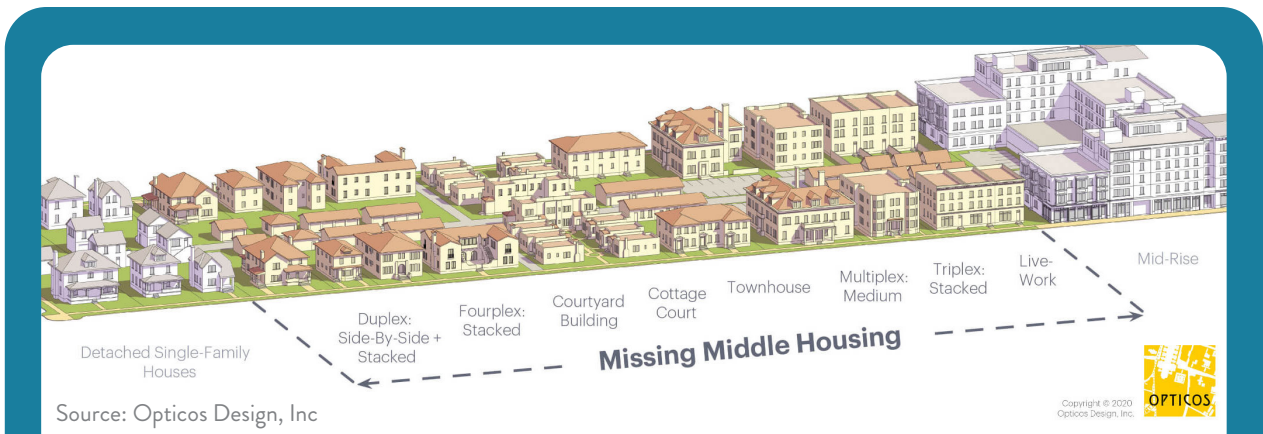 Detached Single-Family
Houses
Duplex:
Side-By-Side +
Stacked
Fourplex:
Stacked
Courtyard
Building
Cottage
Court
Townhouse
Multiplex:
Medium
Triplex:
Stacked
Live-
Work
Mid-Rise
Missing Middle Housing
Source: Opticos Design, Inc
Copyright © 2020
Opticos Design, Inc.
OPTICOS